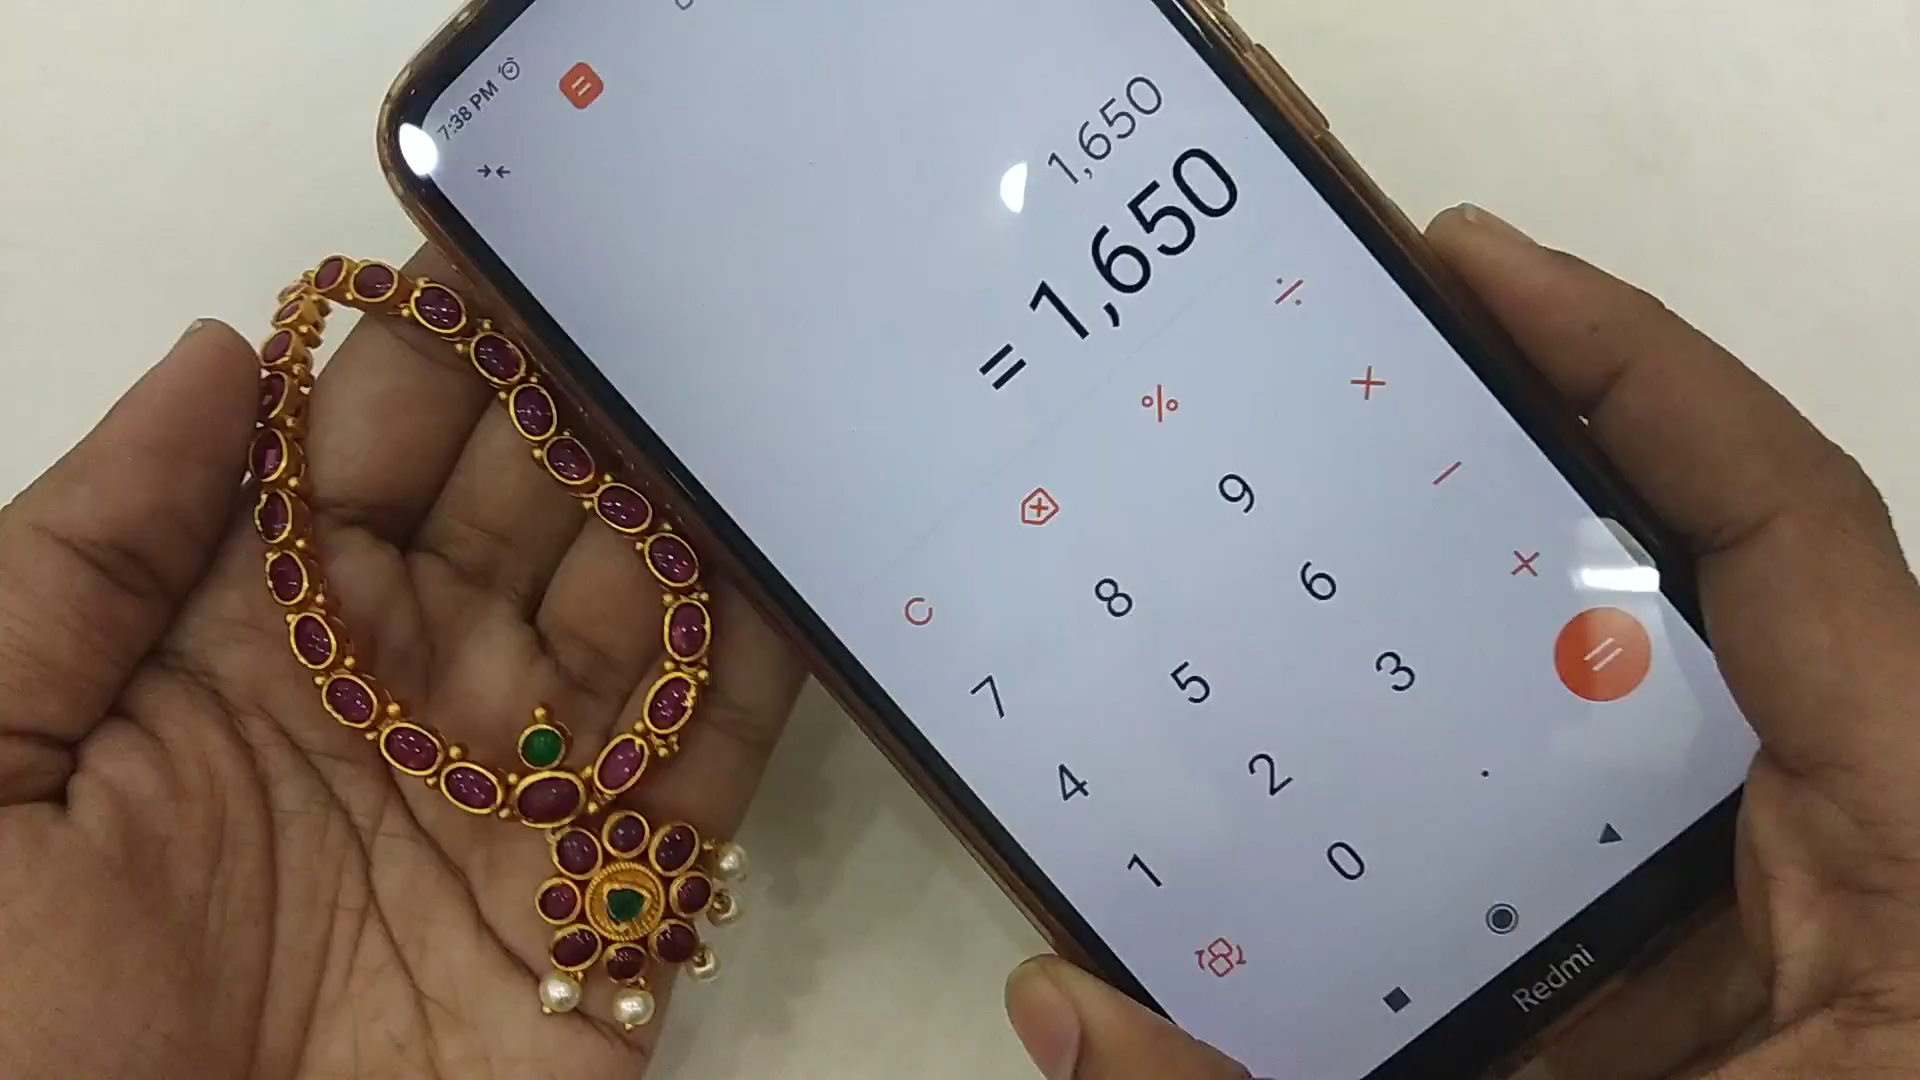 7:38 PM
1,650
= 1,650
C % ÷
7 8 9 +
4 5 6 -
1 2 3 ×
0 . =
Redmi